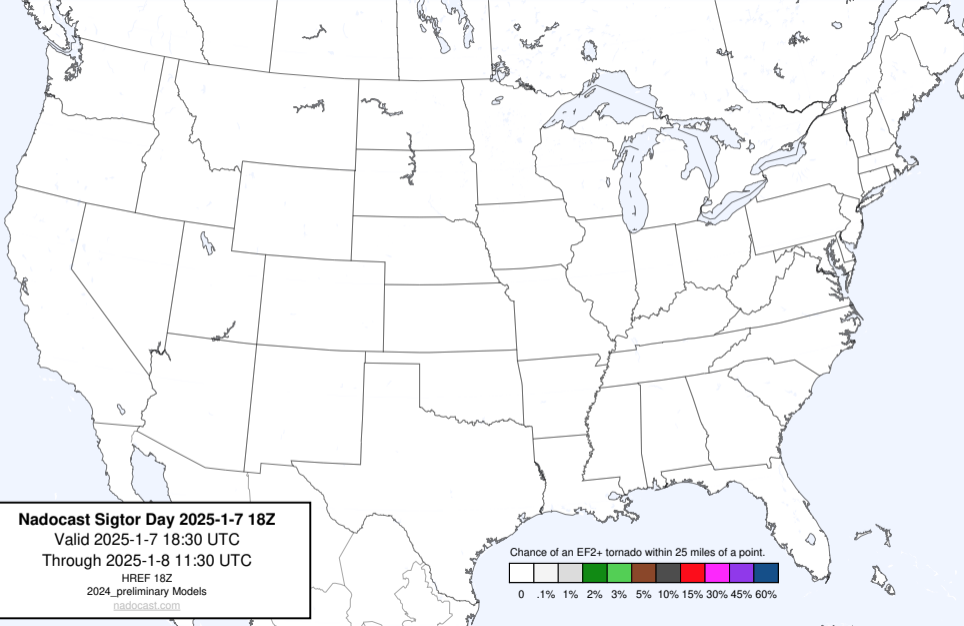 Nadocast Sigtor Day 2025-1-7 18Z
Valid 2025-1-7 18:30 UTC
Through 2025-1-8 11:30 UTC
HREF 18Z
2024_preliminary Models
nadocast.com
Chance of an EF2+ tornado within 25 miles of a point.
0 .1% 1% 2% 3% 5% 10% 15% 30% 45% 60%